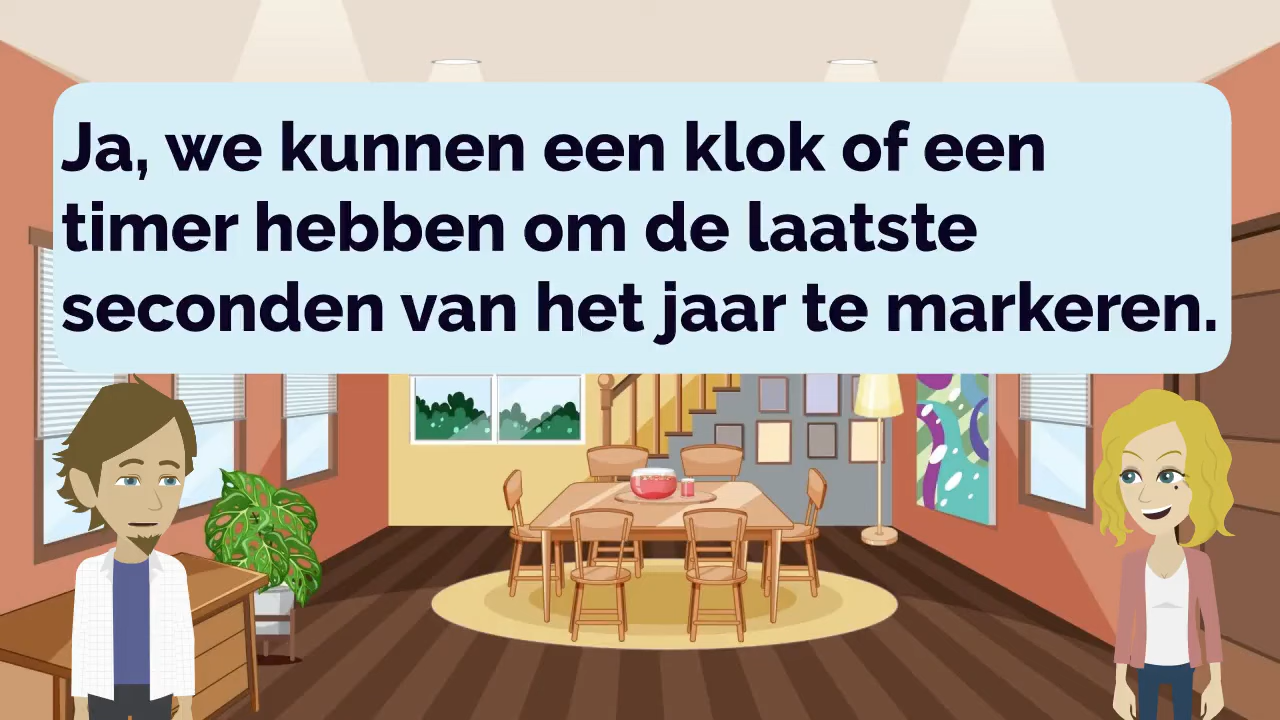 Ja, we kunnen een klok of een
timer hebben om de laatste
seconden van het jaar te markeren.